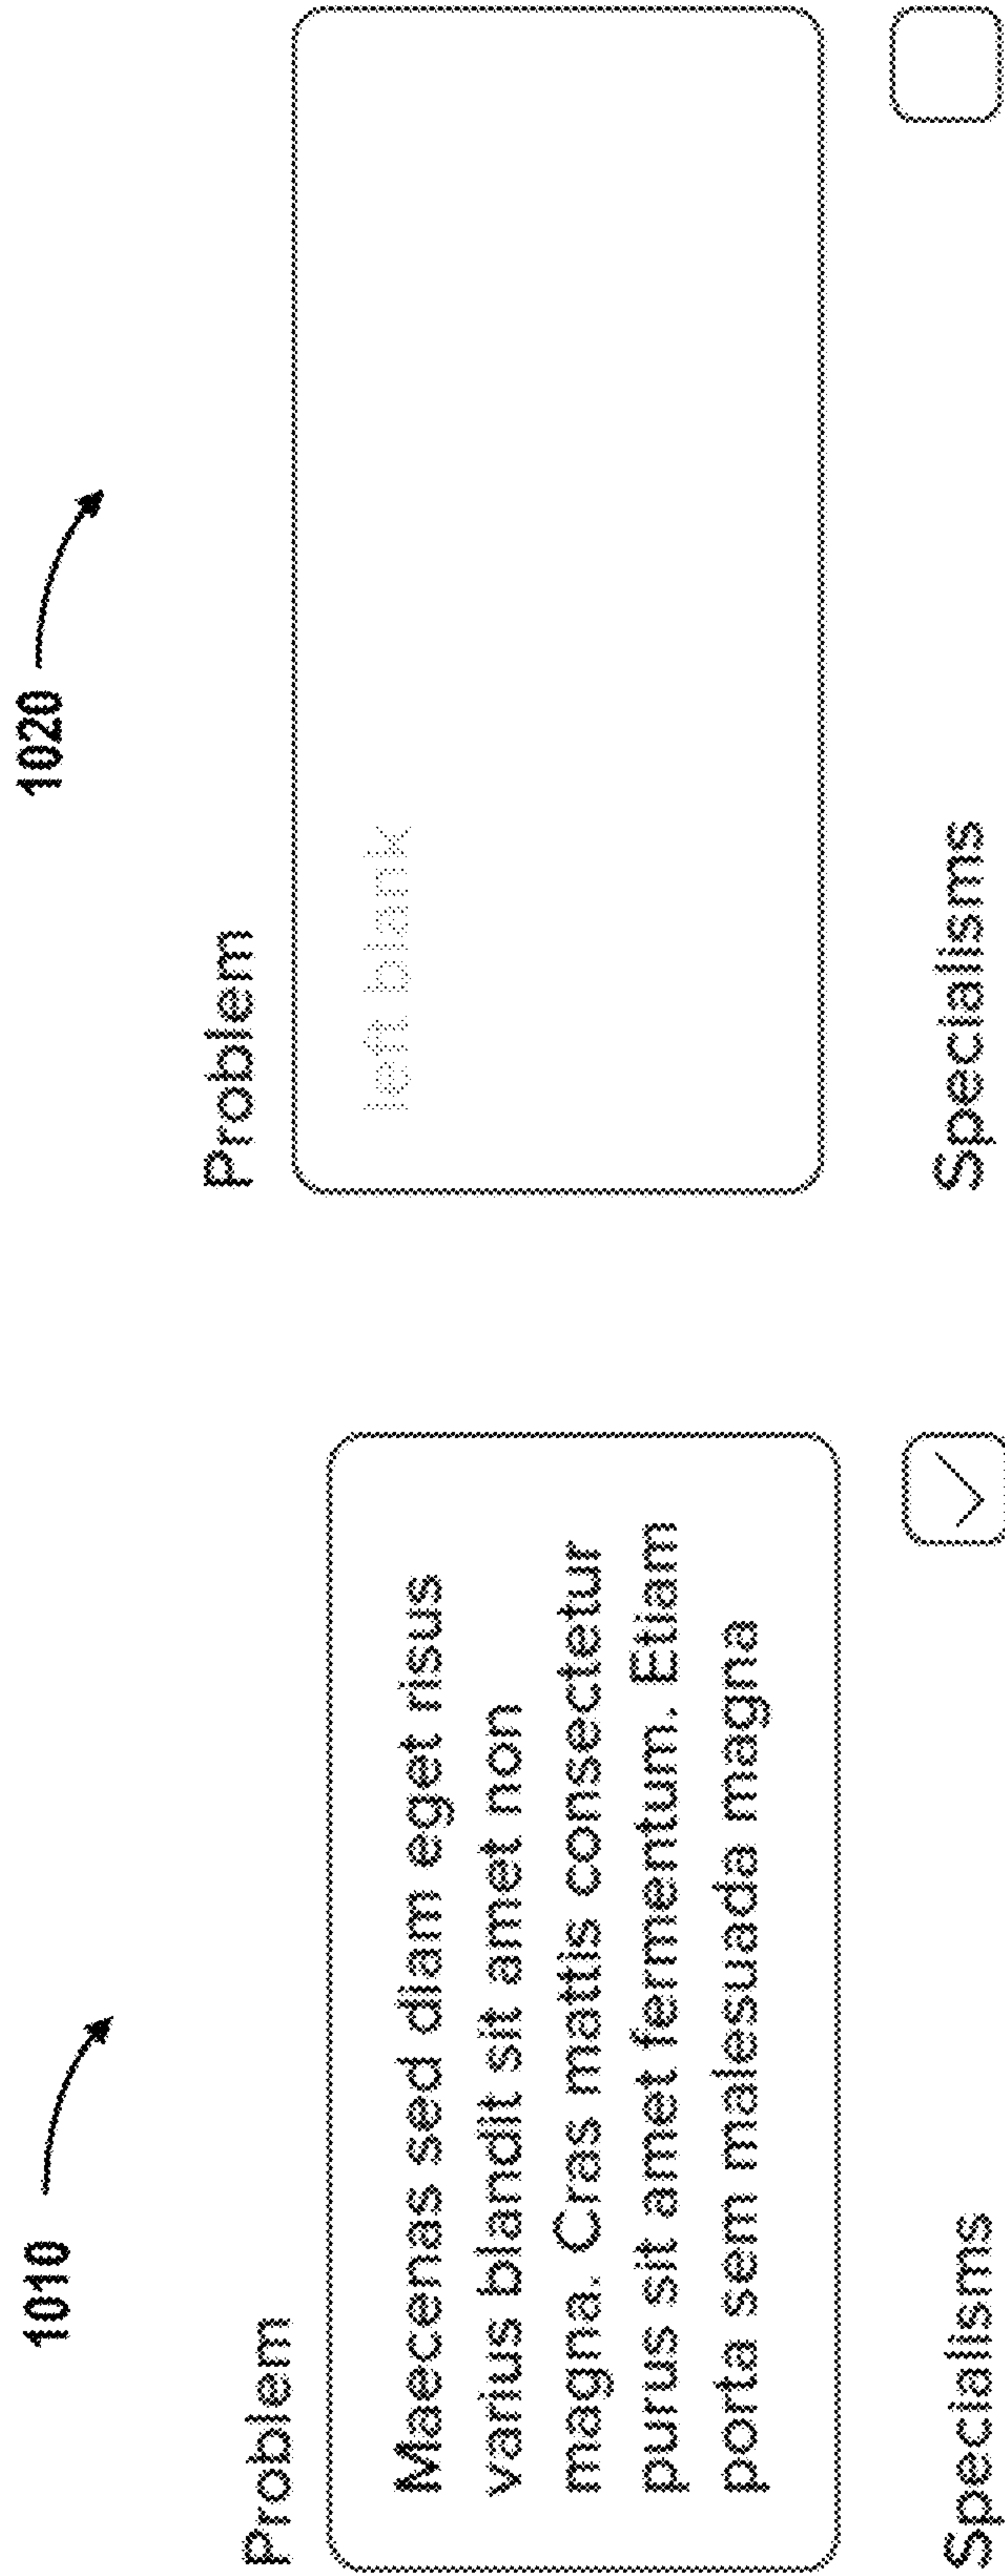 1010
Problem
Maecenas sed diam eget risus
varius blandit sit amet non
magna. Cras mattis consectetur
purus sit amet fermentum. Etiam
porta sem malesuada magna
Specialisms
1020
Problem
left blank
Specialisms